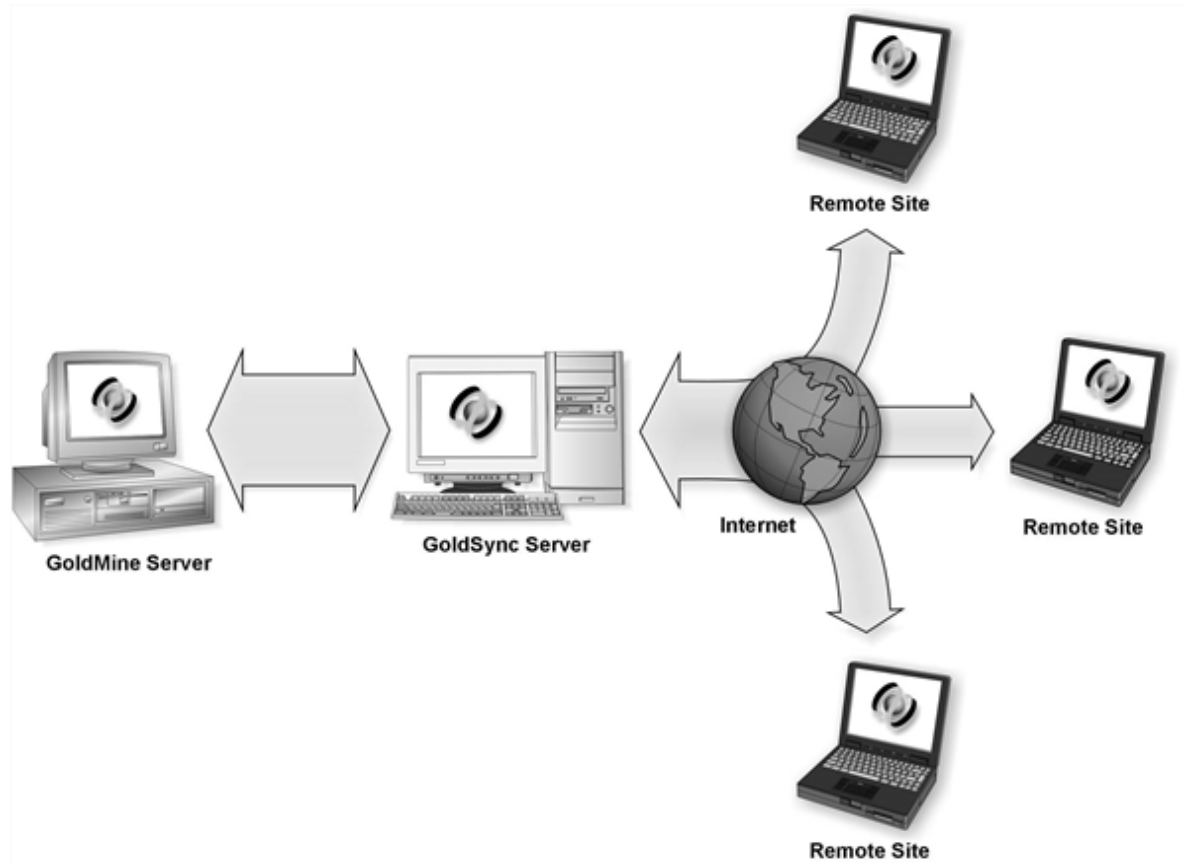 Remote Site
GoldMine Server
GoldSync Server
Internet
Remote Site
Remote Site